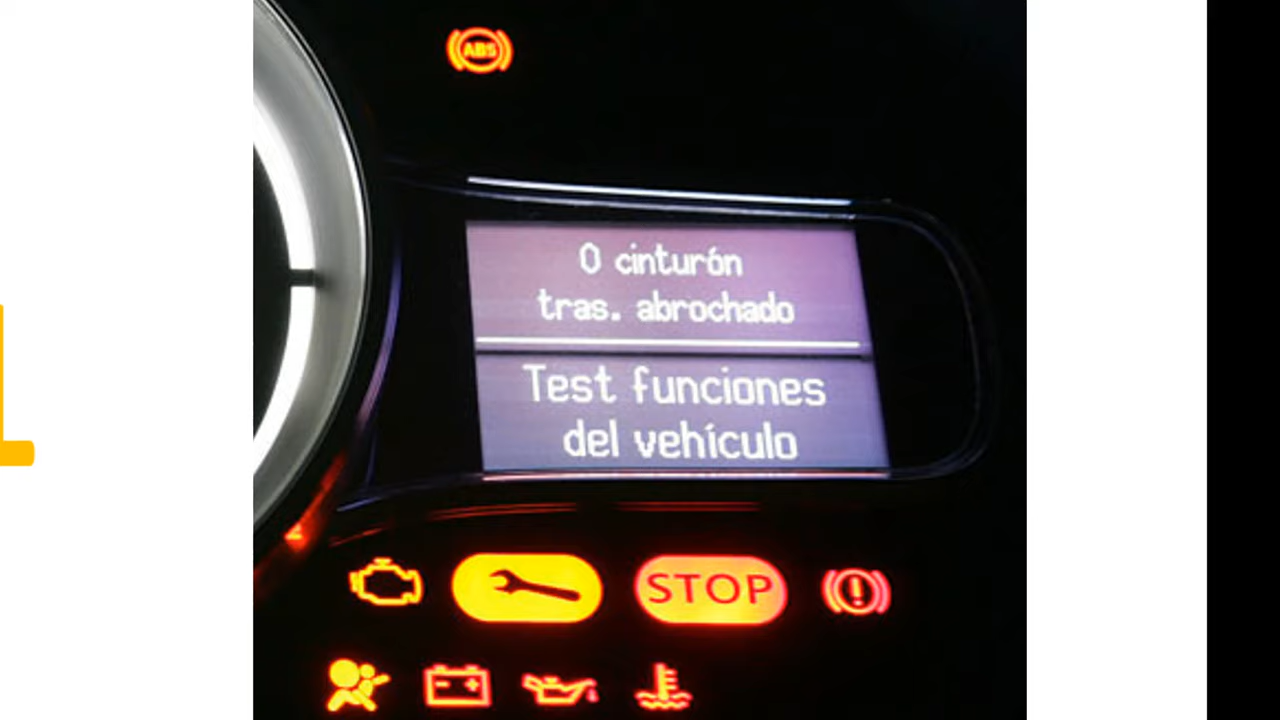 ABS
0 cinturón
tras. abrochado
Test funciones
del vehículo
STOP